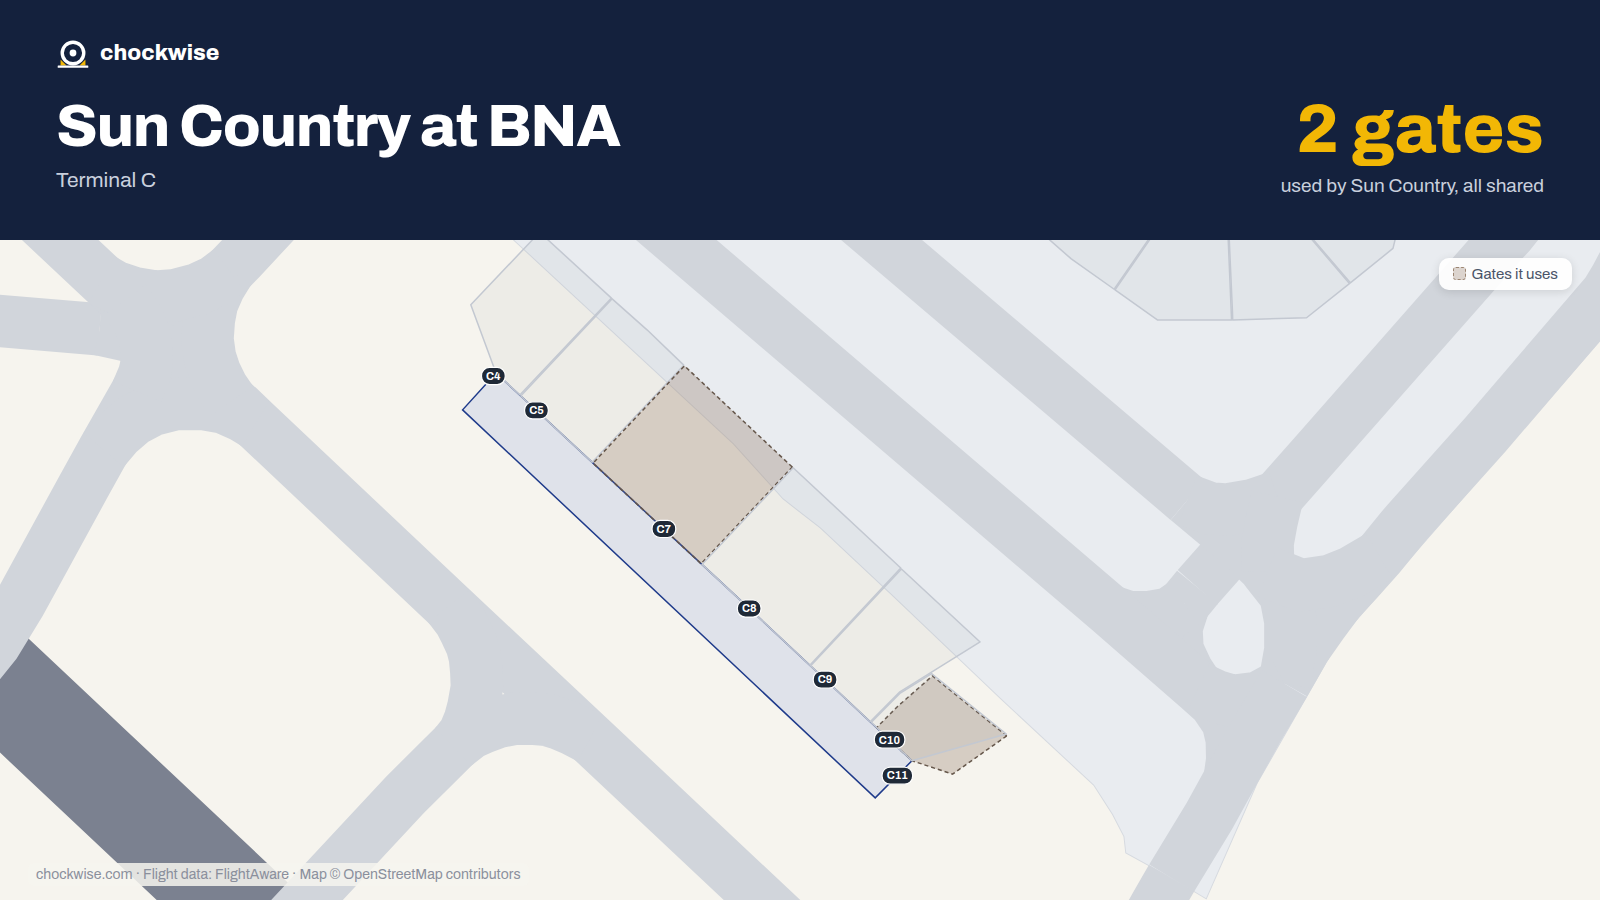 chockwise
Sun Country at BNA
Terminal C
2 gates
used by Sun Country, all shared
Gates it uses
C4
C5
C7
C8
C9
C10
C11
chockwise.com · Flight data: FlightAware · Map © OpenStreetMap contributors